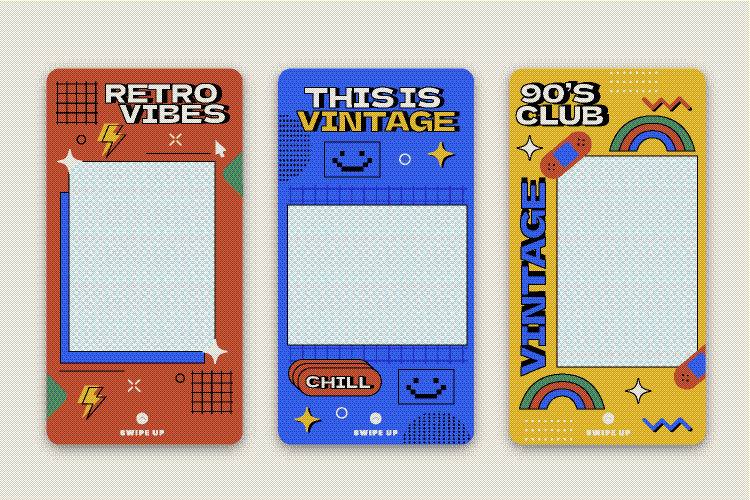 RETRO
VIBES
SWIPE UP
THIS IS
VINTAGE
CHILL
SWIPE UP
90'S
CLUB
VINTAGE
SWIPE UP